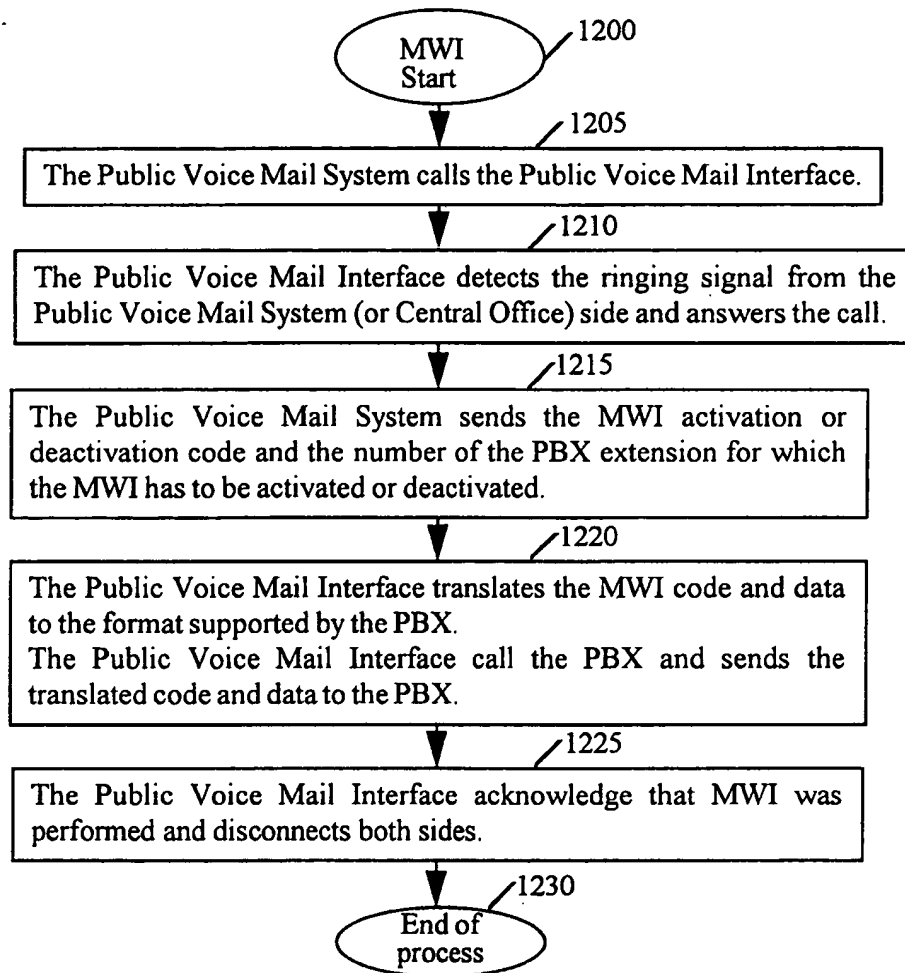 MWI
Start
1200
1205
The Public Voice Mail System calls the Public Voice Mail Interface.
1210
The Public Voice Mail Interface detects the ringing signal from the
Public Voice Mail System (or Central Office) side and answers the call.
1215
The Public Voice Mail System sends the MWI activation or
deactivation code and the number of the PBX extension for which
the MWI has to be activated or deactivated.
1220
The Public Voice Mail Interface translates the MWI code and data
to the format supported by the PBX.
The Public Voice Mail Interface call the PBX and sends the
translated code and data to the PBX.
1225
The Public Voice Mail Interface acknowledge that MWI was
performed and disconnects both sides.
1230
End of
process